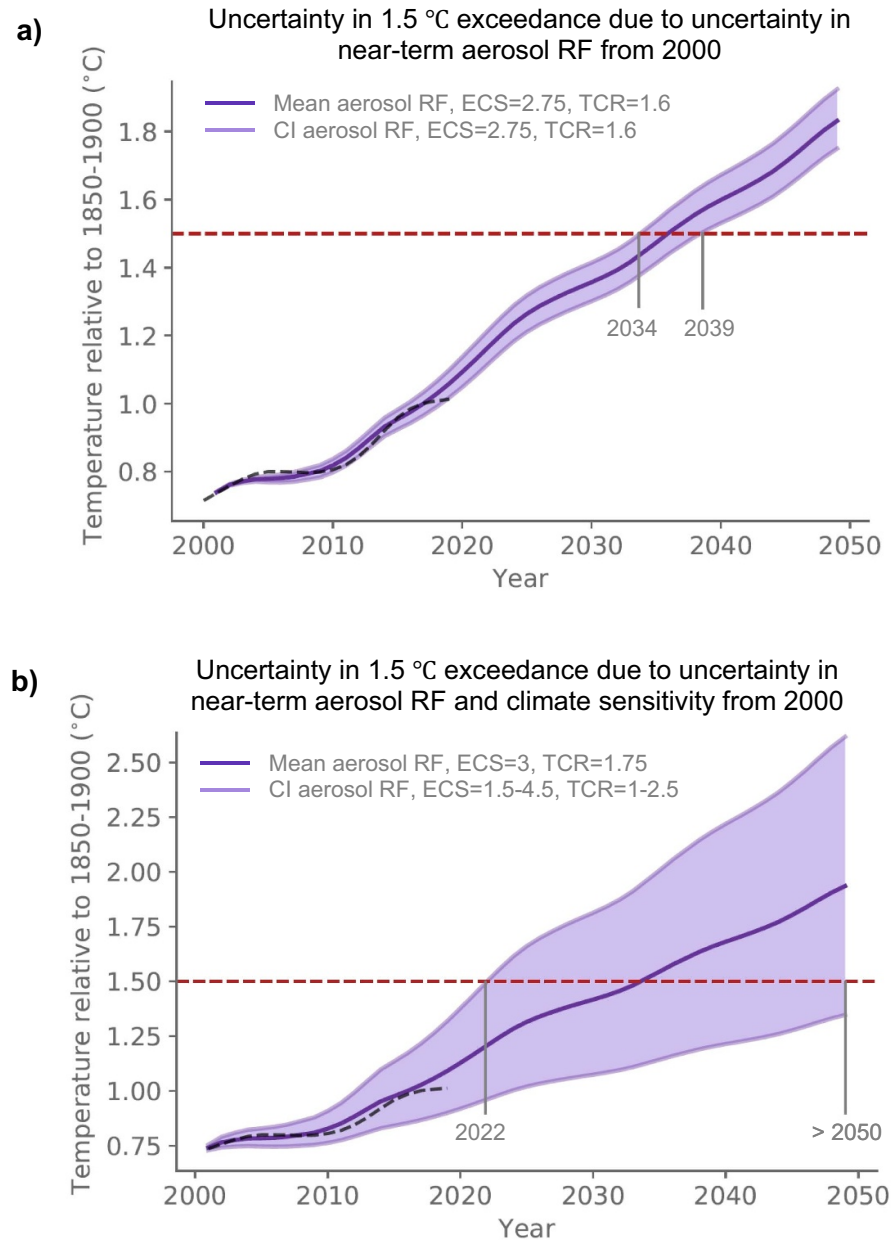 a)
Uncertainty in 1.5 ℃ exceedance due to uncertainty in
near-term aerosol RF from 2000
Temperature relative to 1850-1900 (°C)
Mean aerosol RF, ECS=2.75, TCR=1.6
CI aerosol RF, ECS=2.75, TCR=1.6
1.8
1.6
1.4
1.2
1.0
0.8
2034
2039
2000
2010
2020
2030
2040
2050
Year
b)
Uncertainty in 1.5 ℃ exceedance due to uncertainty in
near-term aerosol RF and climate sensitivity from 2000
Temperature relative to 1850-1900 (°C)
Mean aerosol RF, ECS=3, TCR=1.75
CI aerosol RF, ECS=1.5-4.5, TCR=1-2.5
2.50
2.25
2.00
1.75
1.50
1.25
1.00
0.75
2022
> 2050
2000
2010
2020
2030
2040
2050
Year